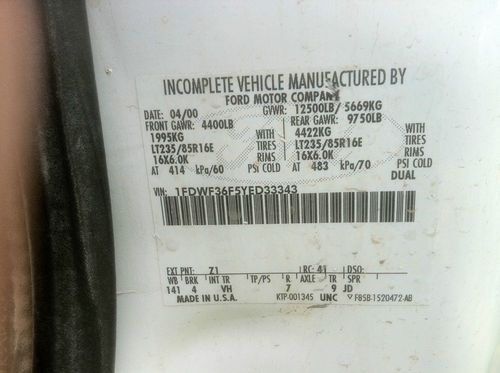 INCOMPLETE VEHICLE MANUFACTURED BY
FORD MOTOR COMPANY
DATE: 04/00 GVWR: 12500LB/ 5669KG
FRONT GAWR: 4400LB REAR GAWR: 9750LB
1995KG WITH 4422KG WITH
LT235/85R16E TIRES LT235/85R16E TIRES
16X6.0K RIMS 16X6.0K RIMS
AT 414 kPa/60 PSI COLD AT 483 kPa/70 PSI COLD
DUAL
VIN: 1FDWF36F5YED33343
EXT PNT: Z1 RC: 41 DSO:
WB BRK INT TR TP/PS R AXLE TR SPR
141 4 VH 7 9 JD
MADE IN U.S.A. KTP-001345 UNC F85B-1520472-AB